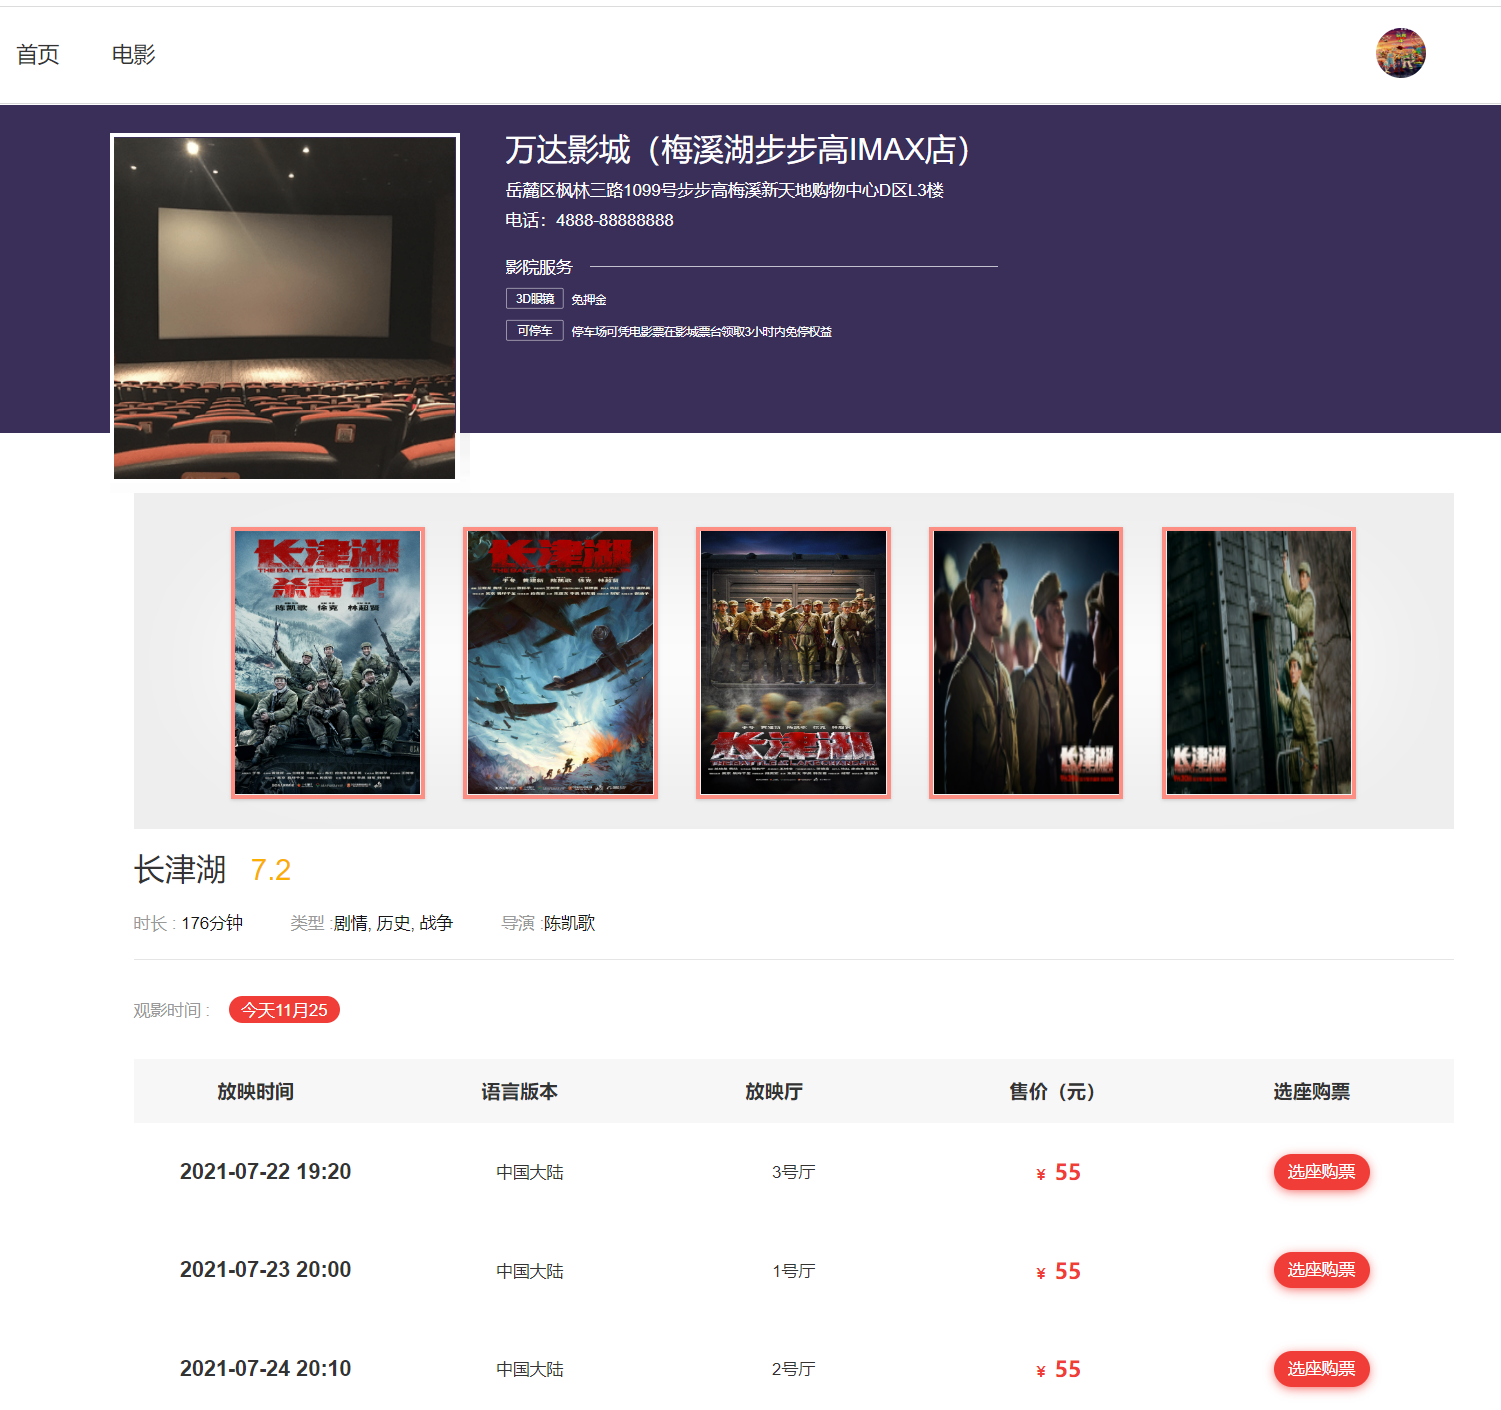 首页 电影
万达影城（梅溪湖步步高IMAX店）
岳麓区枫林三路1099号步步高梅溪新天地购物中心D区L3楼
电话：4888-88888888
影院服务
3D眼镜 免押金
可停车 停车场可凭电影票在影城票台领取3小时内免停权益
长津湖
THE BATTLE AT LAKE CHANGJIN
杀青了!
陈凯歌 徐克 林超贤
长津湖
长津湖
THE BATTLE AT LAKE CHANGJIN
长津湖
长津湖
长津湖 7.2
时长 : 176分钟 类型 :剧情, 历史, 战争 导演 :陈凯歌
观影时间 : 今天11月25
放映时间 语言版本 放映厅 售价（元） 选座购票
2021-07-22 19:20 中国大陆 3号厅 ¥ 55 选座购票
2021-07-23 20:00 中国大陆 1号厅 ¥ 55 选座购票
2021-07-24 20:10 中国大陆 2号厅 ¥ 55 选座购票